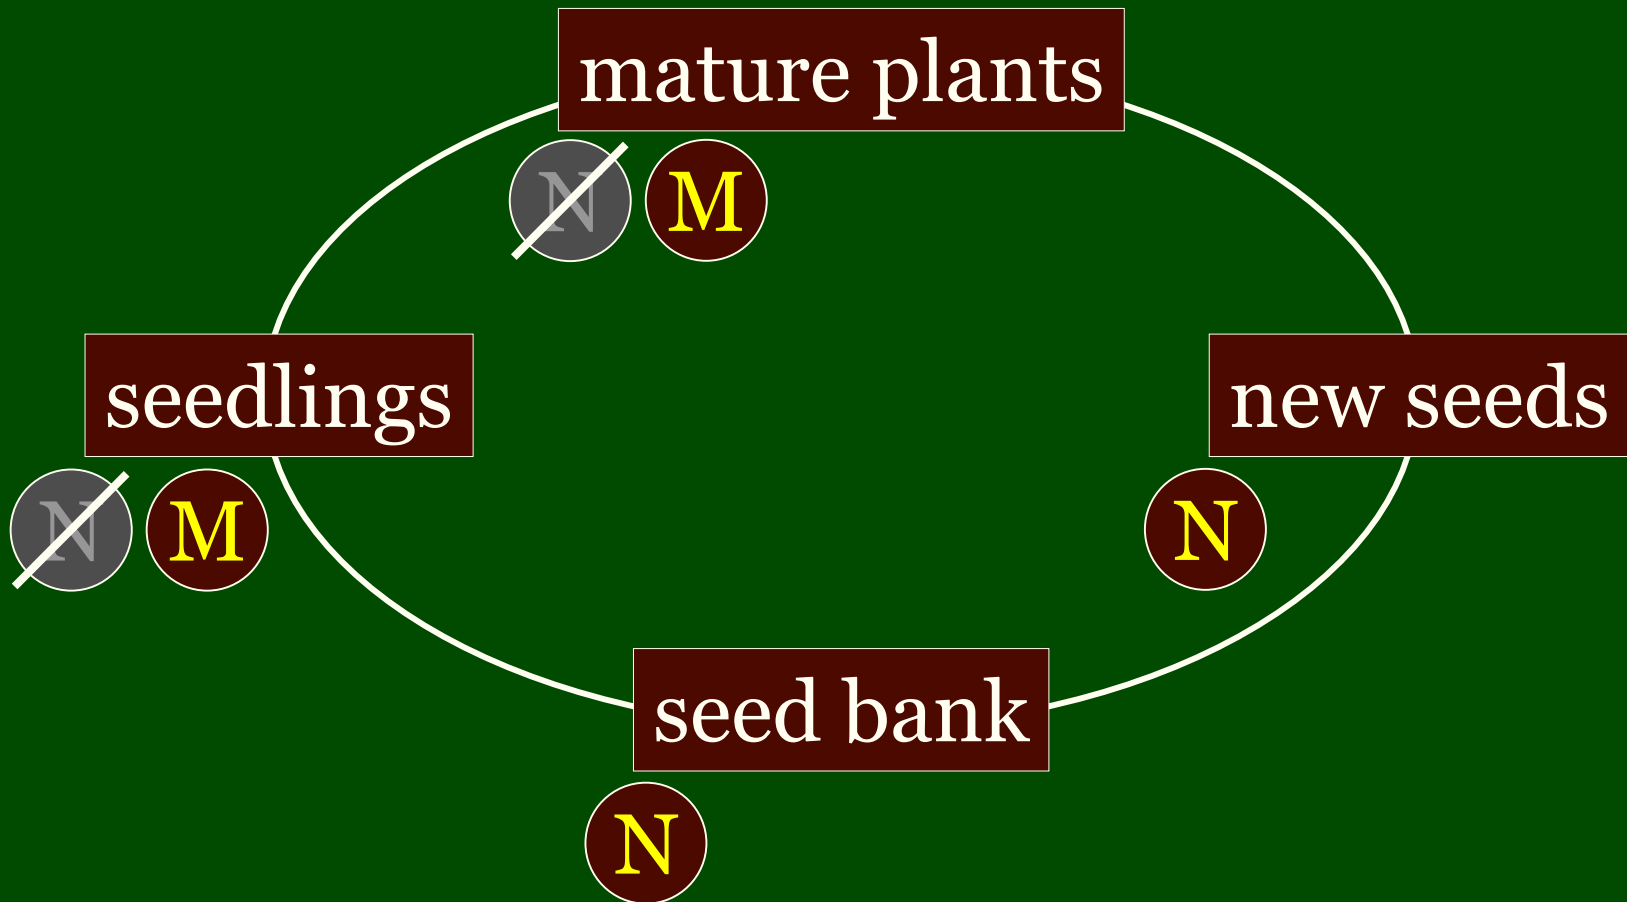 mature plants
N M
seedlings
new seeds
N M
N
seed bank
N